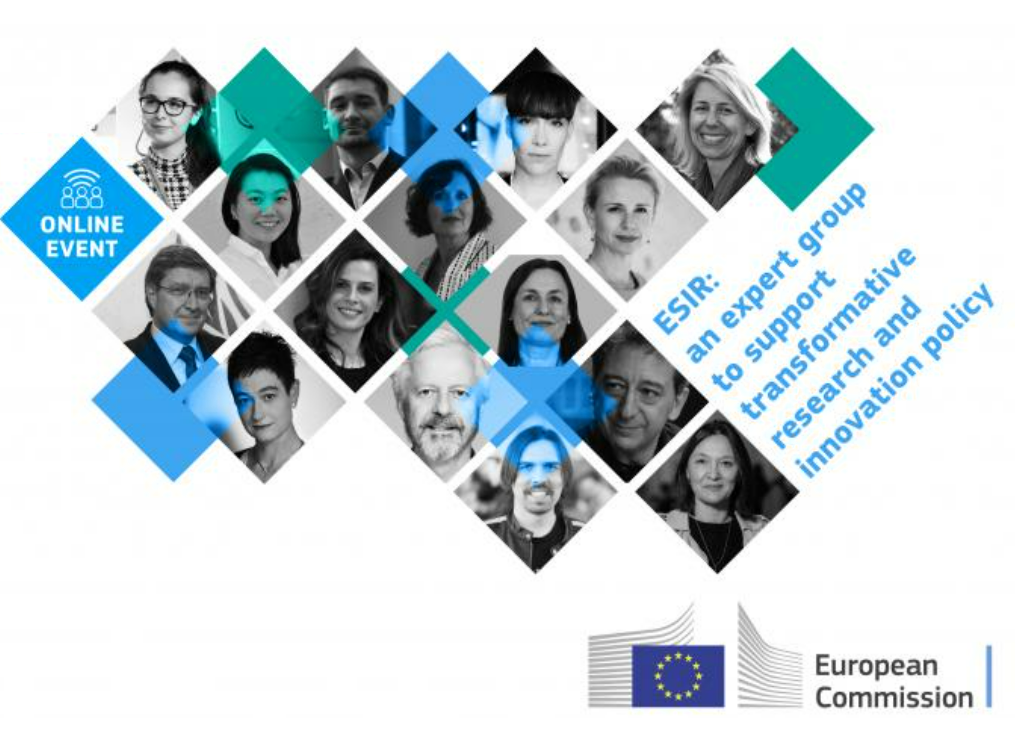 ONLINE
EVENT
ESIR:
an expert group
to support
transformative
research and
innovation policy
European
Commission